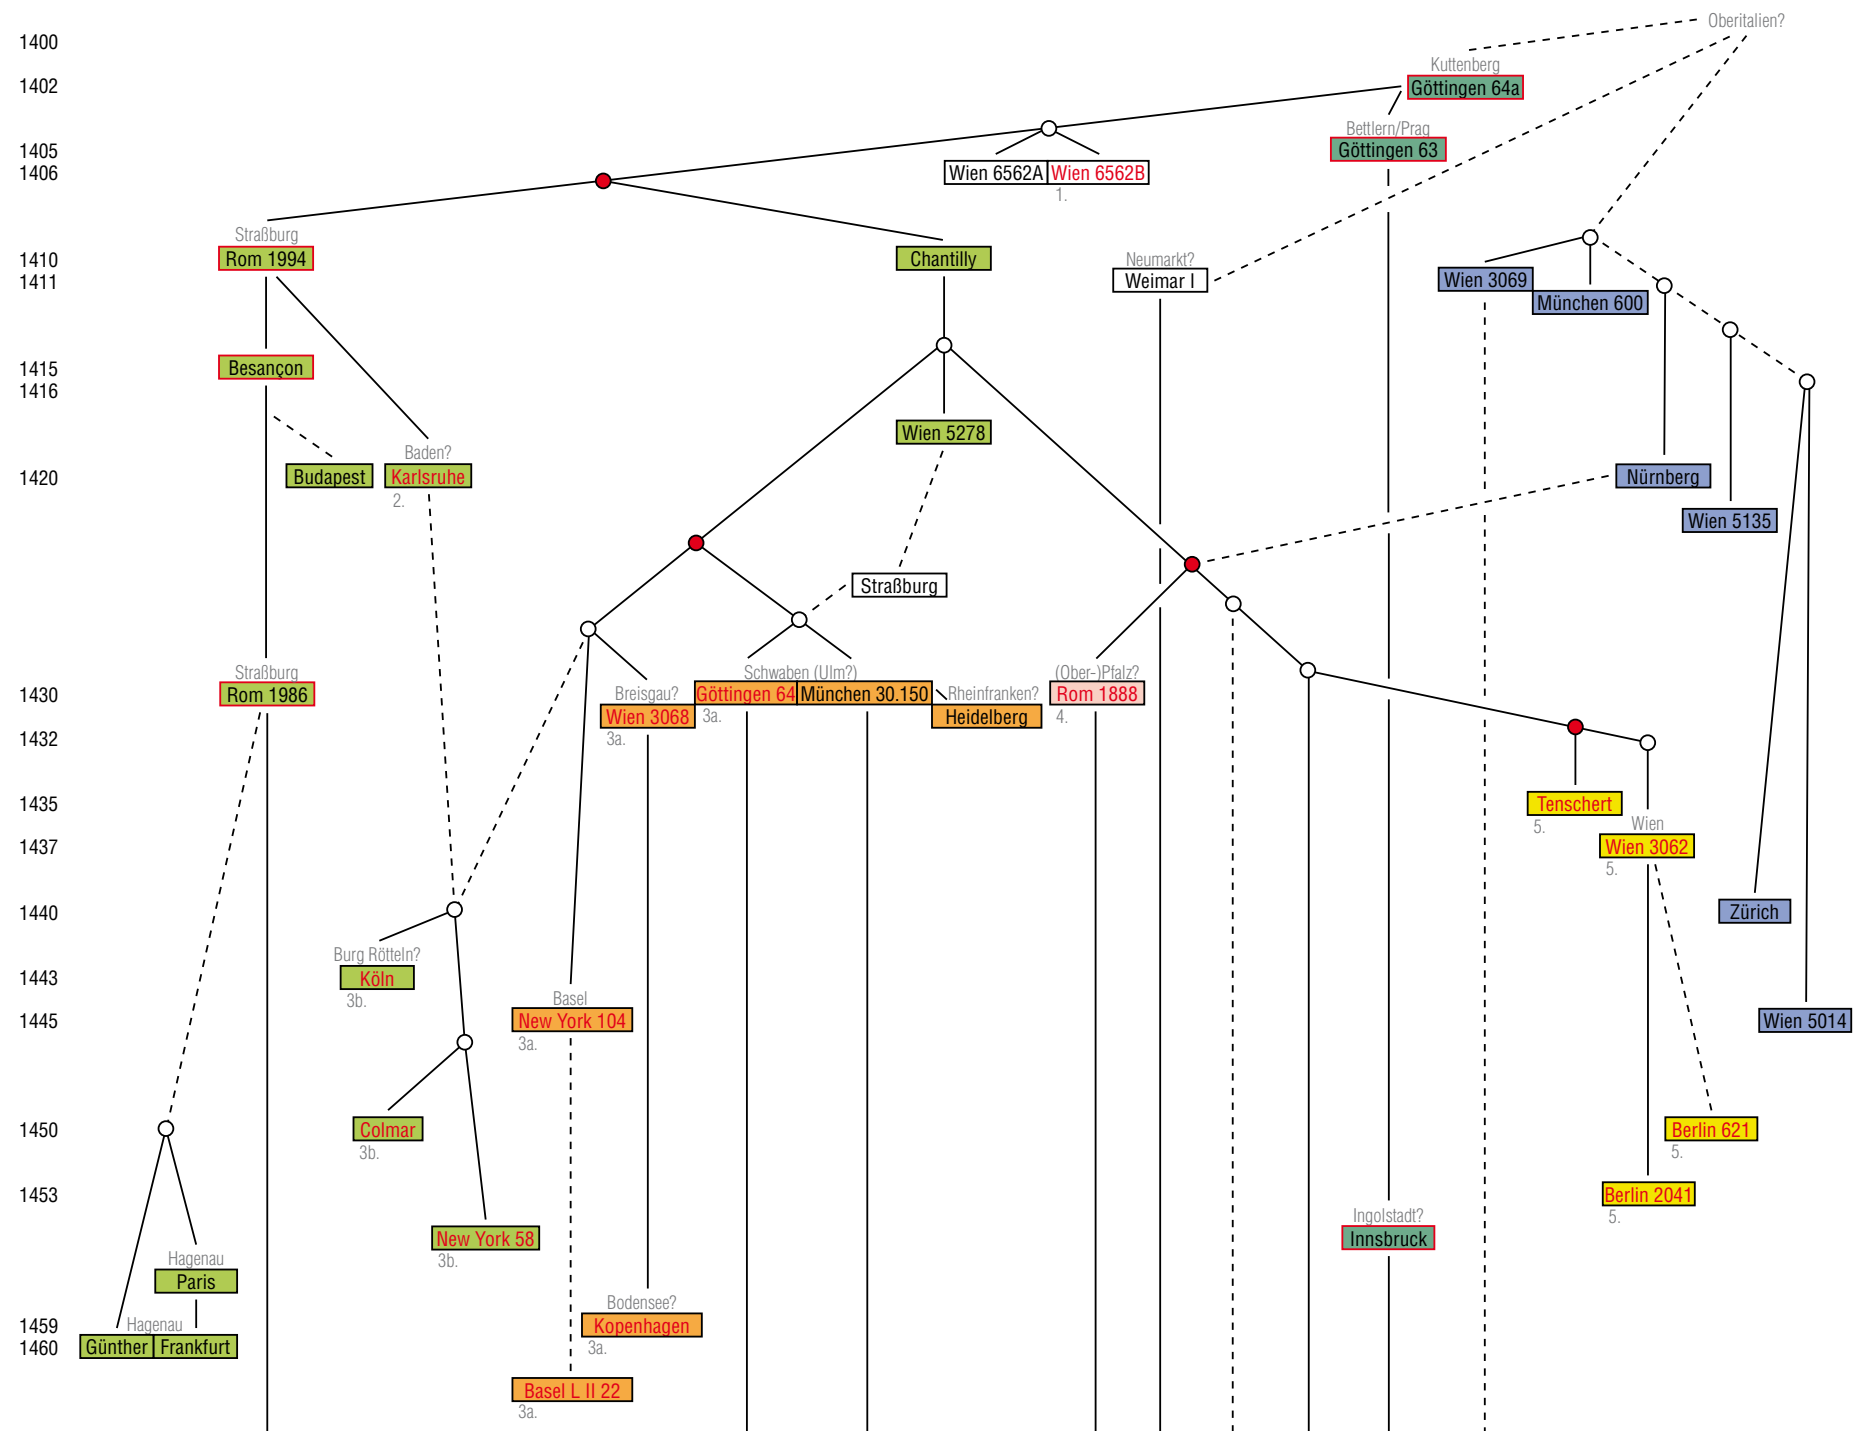 Oberitalien?
1400
Kuttenberg
1402
Göttingen 64a
Bettlern/Prag
1405
Göttingen 63
1406
Wien 6562A
Wien 6562B
1.
Straßburg
1410
Rom 1994
Chantilly
Neumarkt?
1411
Weimar I
Wien 3069
München 600
1415
Besançon
1416
Wien 5278
Baden?
1420
Budapest
Karlsruhe
2.
Nürnberg
Wien 5135
Straßburg
Straßburg
Schwaben (Ulm?)
(Ober-)Pfalz?
1430
Rom 1986
Breisgau?
Göttingen 64
München 30.150
Rheinfranken?
Rom 1888
Wien 3068
3a.
Heidelberg
4.
1432
3a.
1435
Tenschert
5.
Wien
1437
Wien 3062
5.
1440
Zürich
Burg Rötteln?
1443
Köln
3b.
Basel
1445
New York 104
Wien 5014
3a.
1450
Colmar
Berlin 621
3b.
5.
1453
Berlin 2041
5.
Ingolstadt?
New York 58
Innsbruck
3b.
Hagenau
Paris
Bodensee?
1459
Hagenau
Kopenhagen
1460
Günther
Frankfurt
3a.
Basel L II 22
3a.